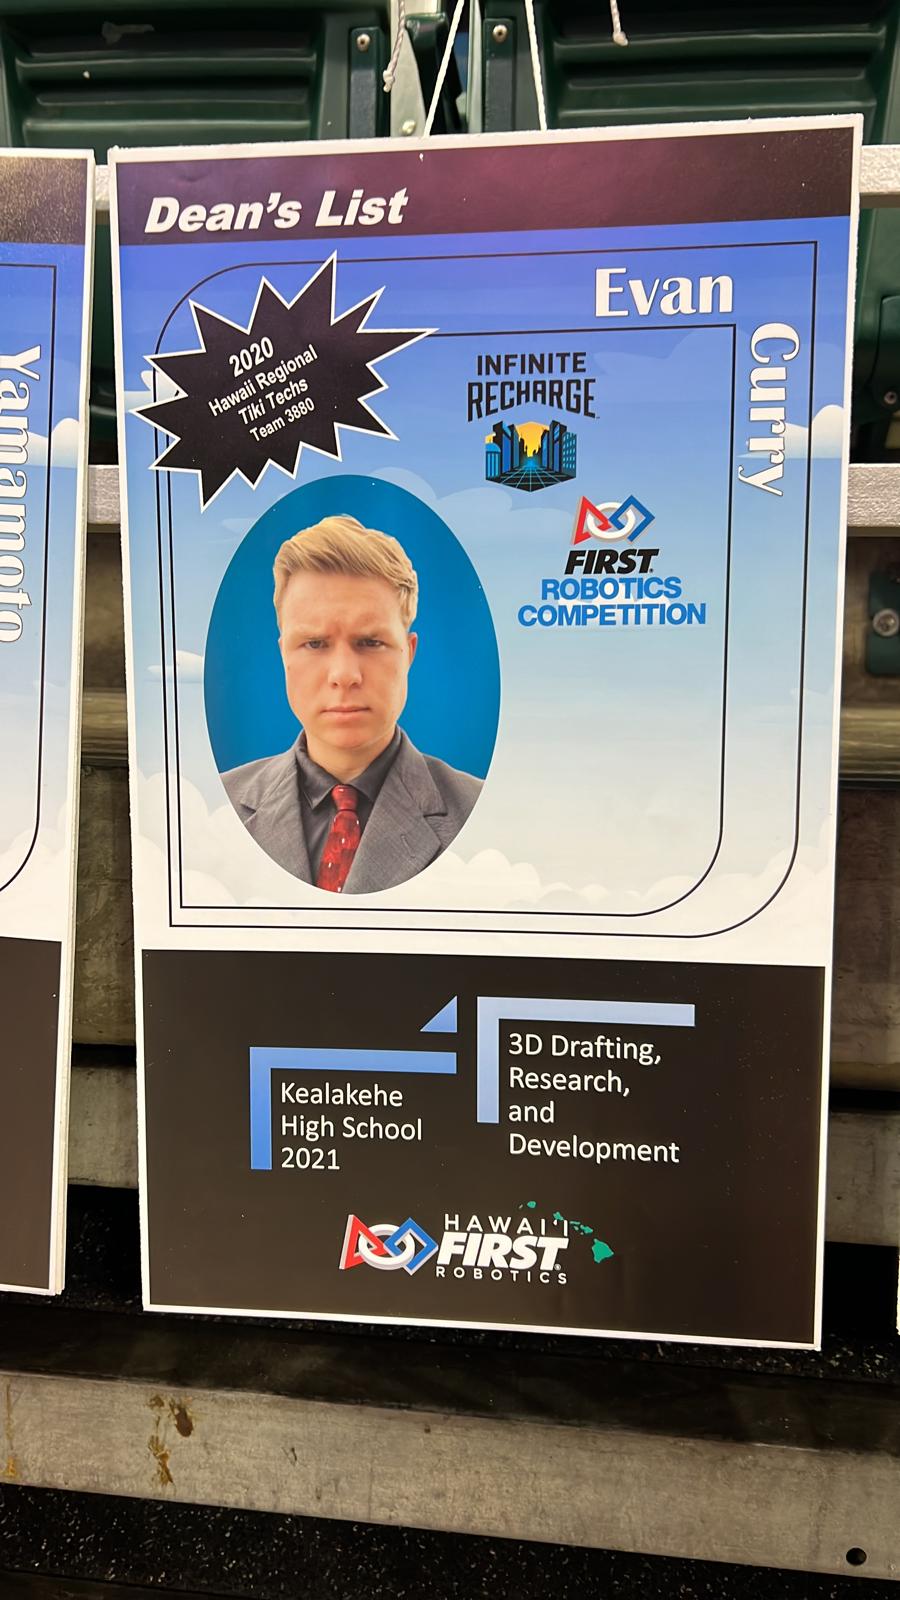 Dean's List
Evan
Curry
2020
Hawaii Regional
Tiki Techs
Team 3880
INFINITE
RECHARGE
FIRST
ROBOTICS
COMPETITION
Yamamoto
Kealakehe
High School
2021
3D Drafting,
Research,
and
Development
HAWAI'I
FIRST
ROBOTICS